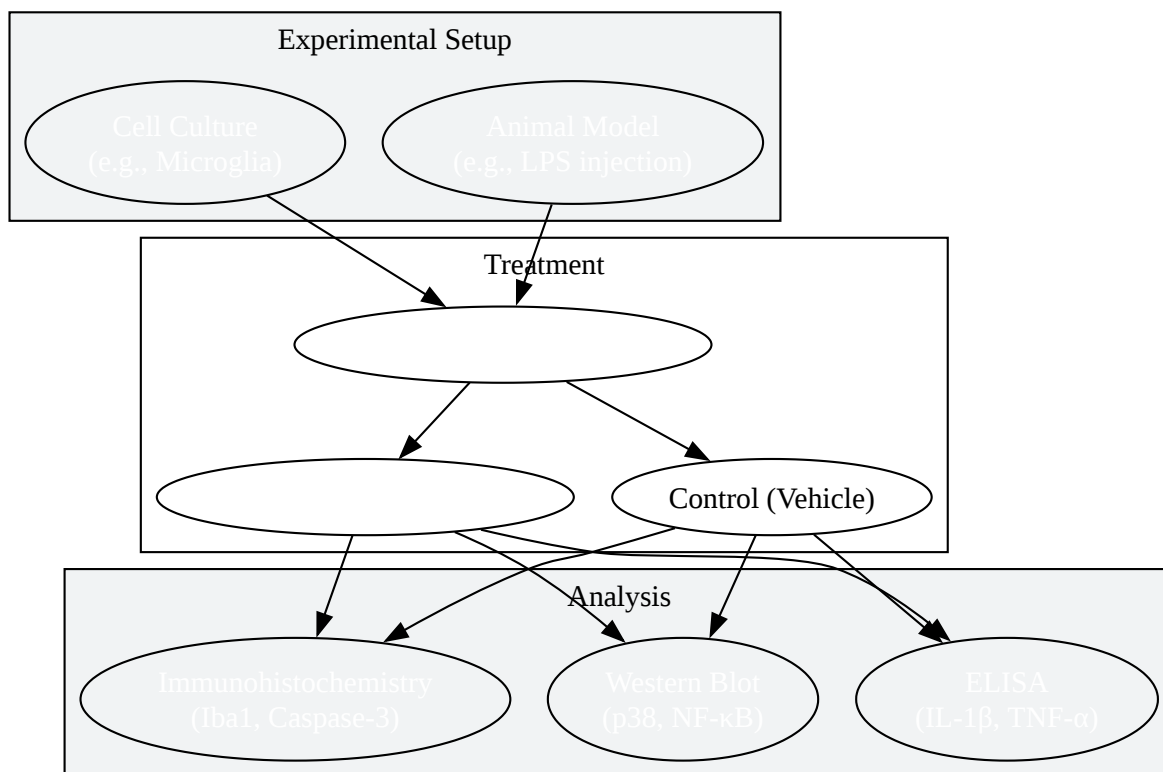 Experimental Setup
Cell Culture
(e.g., Microglia)
Animal Model
(e.g., LPS injection)
Treatment
Control (Vehicle)
Analysis
Immunohistochemistry
(Iba1, Caspase-3)
Western Blot
(p38, NF-κB)
ELISA
(IL-1β, TNF-α)